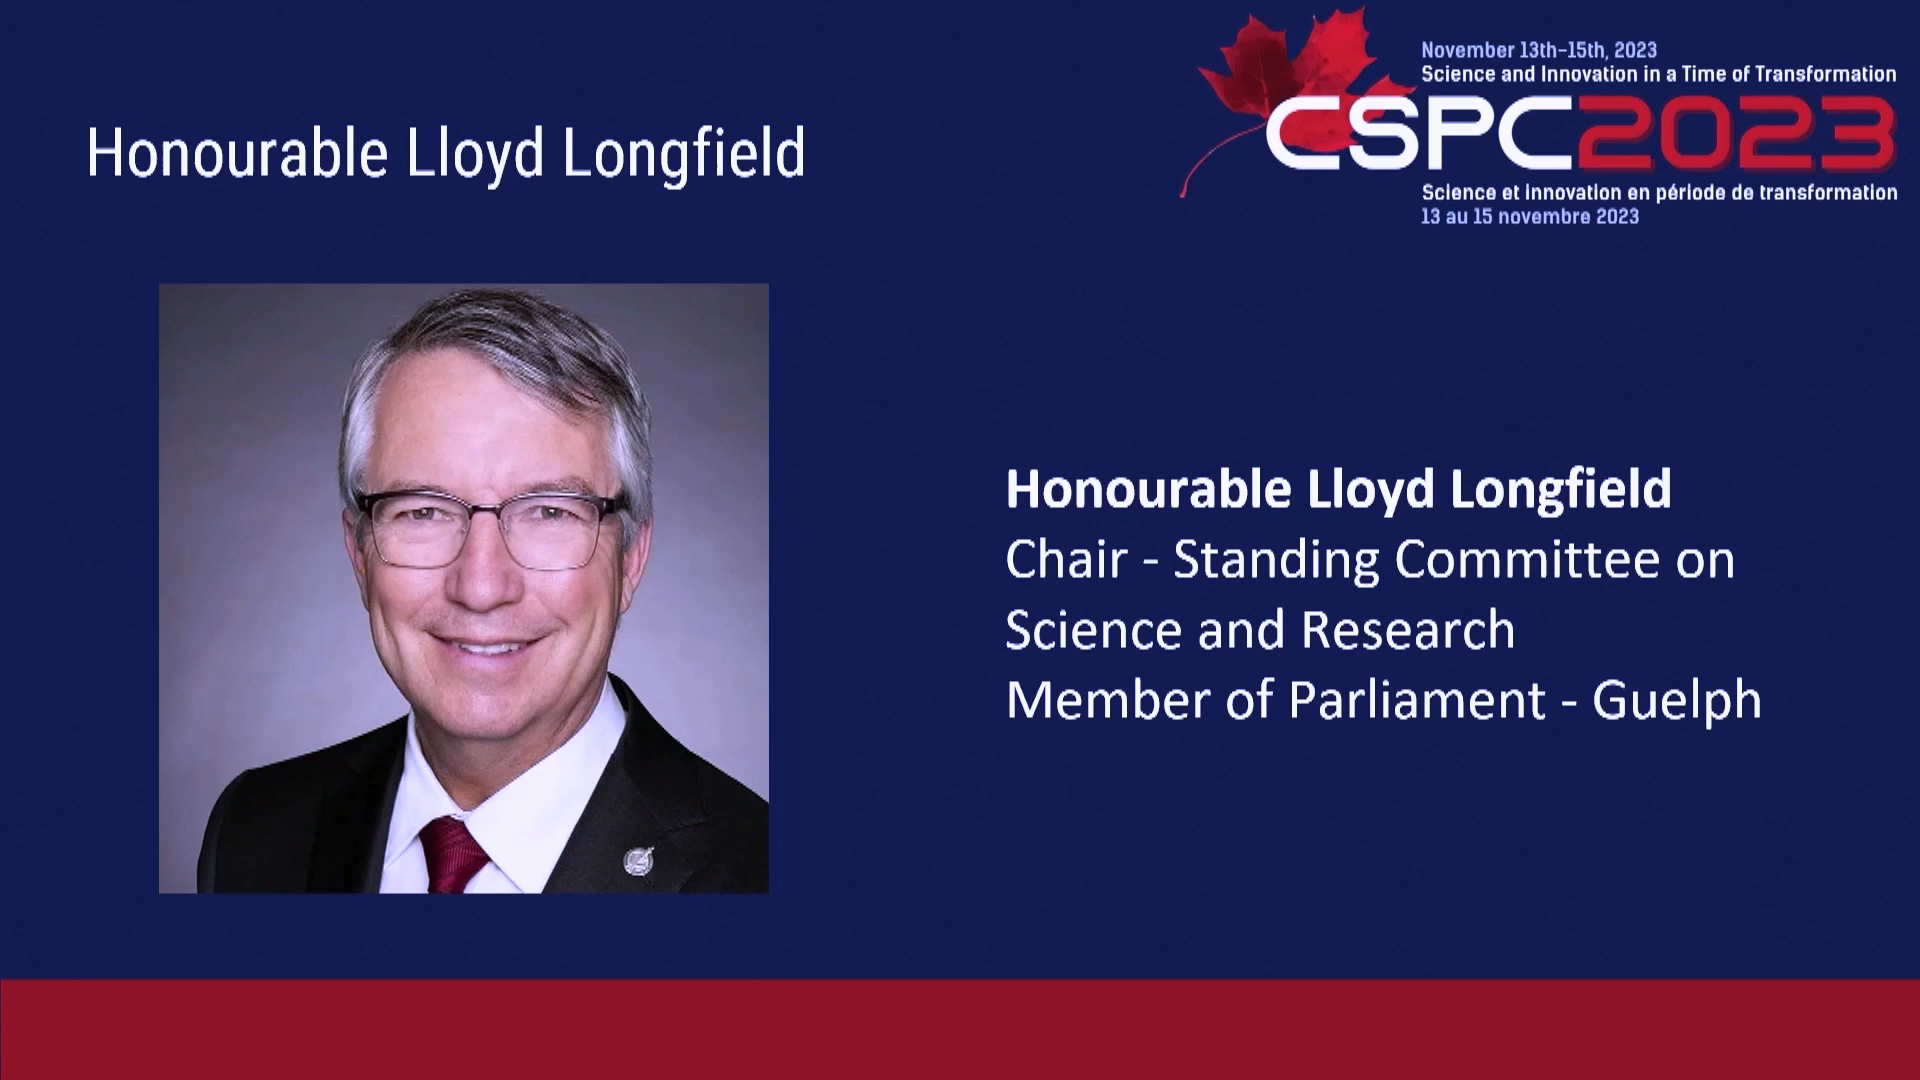 Honourable Lloyd Longfield
November 13th-15th, 2023
Science and Innovation in a Time of Transformation
CSPC2023
Science et innovation en période de transformation
13 au 15 novembre 2023
Honourable Lloyd Longfield
Chair - Standing Committee on
Science and Research
Member of Parliament - Guelph